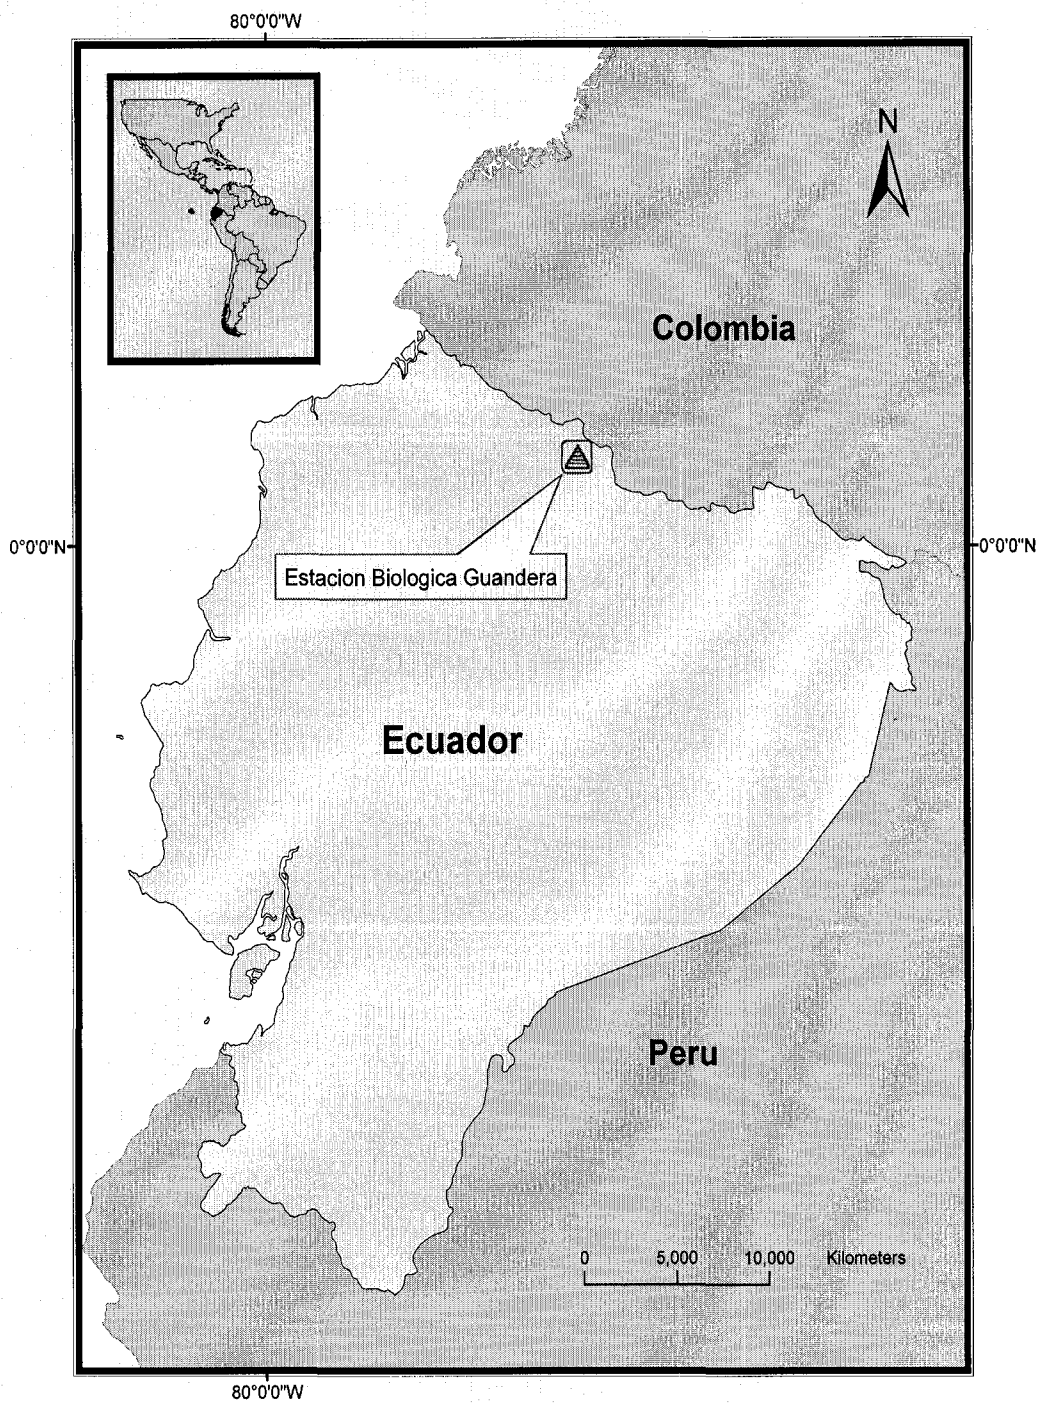 80°0'0"W
N
Colombia
0°0'0"N
0°0'0"N
Estacion Biologica Guandera
Ecuador
Peru
0 5,000 10,000 Kilometers
80°0'0"W